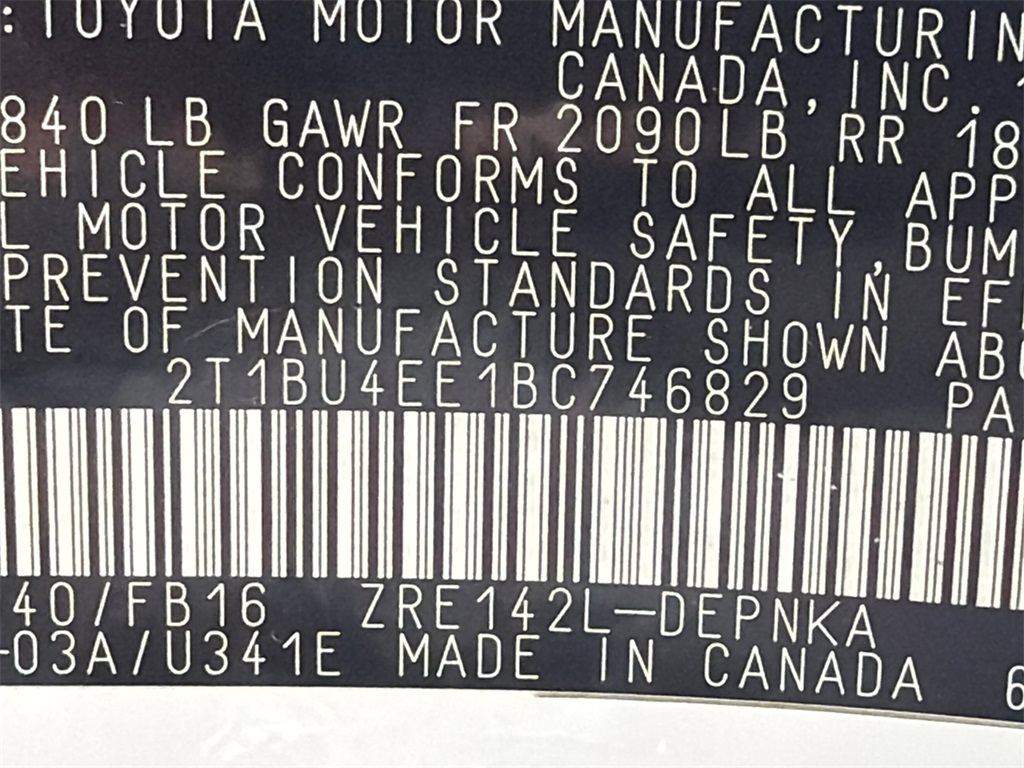 : TOYOTA MOTOR MANUFACTURIN
CANADA, INC.
840 LB GAWR FR 2090LB RR 18
EHICLE CONFORMS TO ALL APP
L MOTOR VEHICLE SAFETY, BUM
PREVENTION STANDARDS IN EF
TE OF MANUFACTURE SHOWN ABO
2T1BU4EE1BC746829 PA
40/FB16 ZRE142L-DEPNKA
-03A/U341E MADE IN CANADA 6